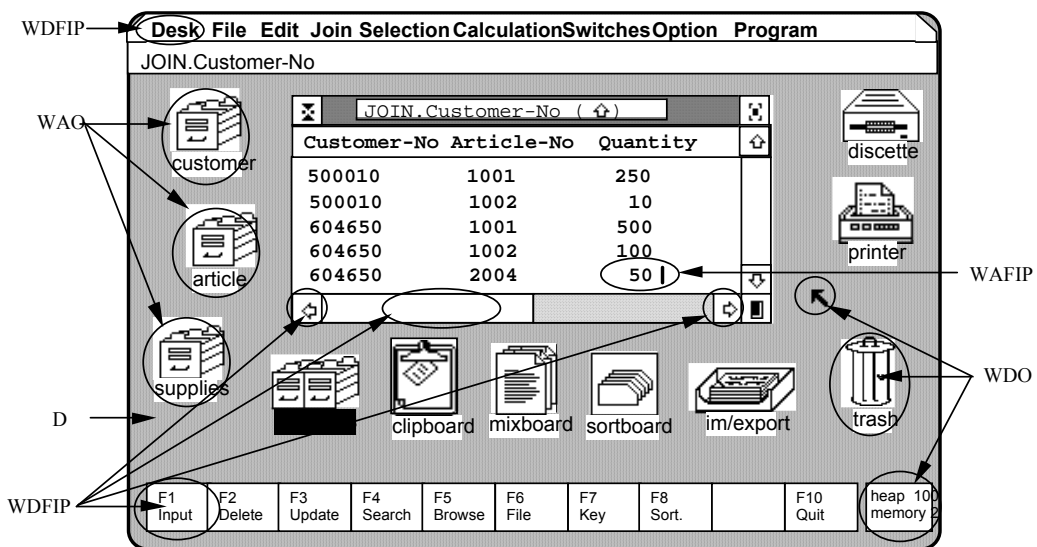 WDFIP
Desk File Edit Join Selection Calculation Switches Option Program
JOIN.Customer-No
WAO
customer
article
supplies
JOIN.Customer-No (⇧)
Customer-No Article-No Quantity
500010 1001 250
500010 1002 10
604650 1001 500
604650 1002 100
604650 2004 50
discette
printer
WAFIP
WDO
D
clipboard
mixboard
sortboard
im/export
trash
WDFIP
F1 Input
F2 Delete
F3 Update
F4 Search
F5 Browse
F6 File
F7 Key
F8 Sort.
F10 Quit
heap 100
memory 2